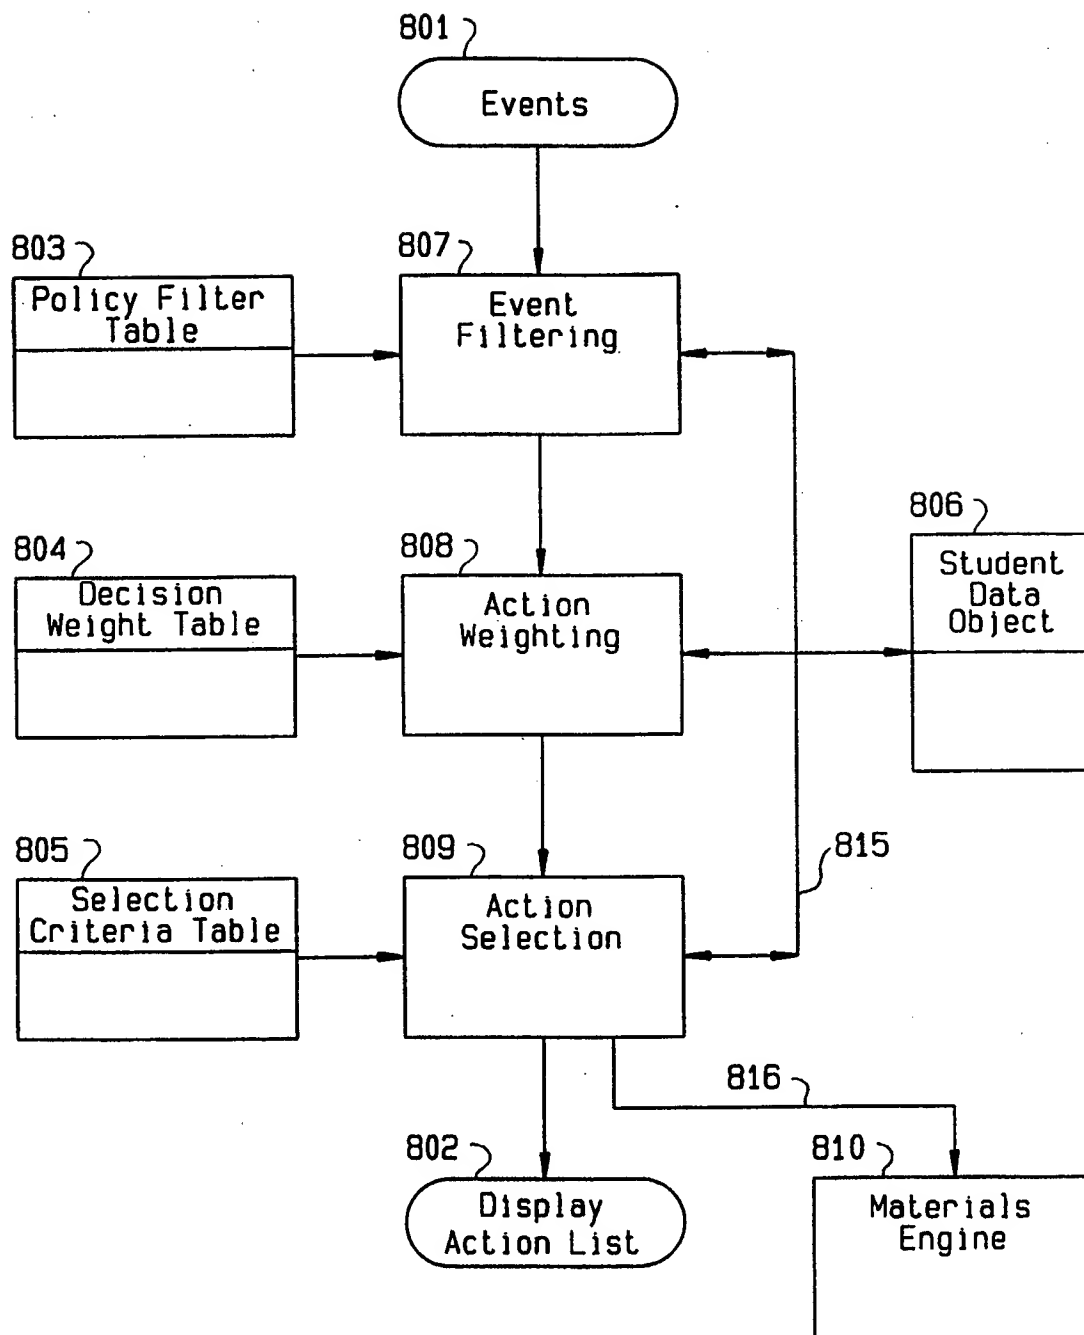 801
Events
803
Policy Filter
Table
807
Event
Filtering
804
Decision
Weight Table
808
Action
Weighting
806
Student
Data
Object
805
Selection
Criteria Table
809
Action
Selection
815
816
802
Display
Action List
810
Materials
Engine